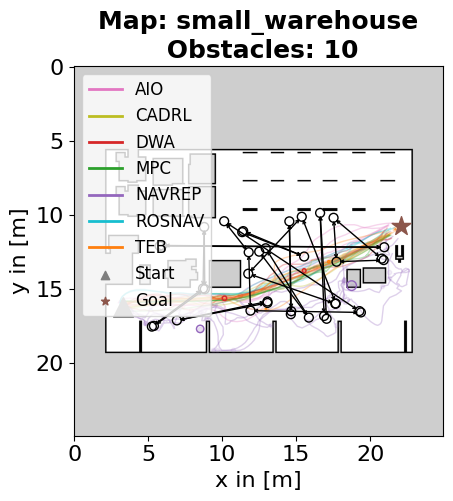 Map: small_warehouse
Obstacles: 10
0
5
10
15
20
y in [m]
AIO
CADRL
DWA
MPC
NAVREP
ROSNAV
TEB
Start
Goal
0
5
10
15
20
x in [m]